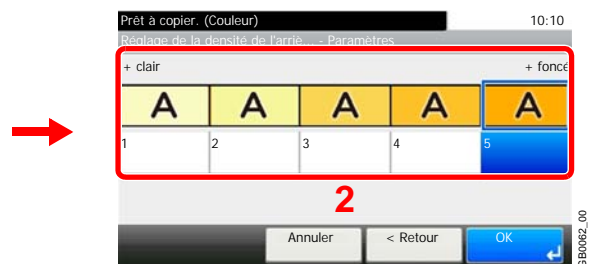 Prêt à copier. (Couleur) 10:10
Réglage de la densité de l'arriè... - Paramètres
+ clair + foncé
A A A A A
1 2 3 4 5
2
Annuler < Retour OK
GB0062_00